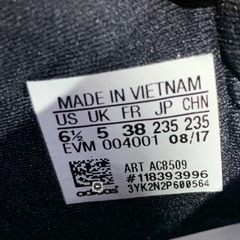 MADE IN VIETNAM
US UK FR JP CHN
6½ 5 38 235 235
EVM 004001 08/17
ART AC8509
#118393996
adidas 3YK2N2P600564